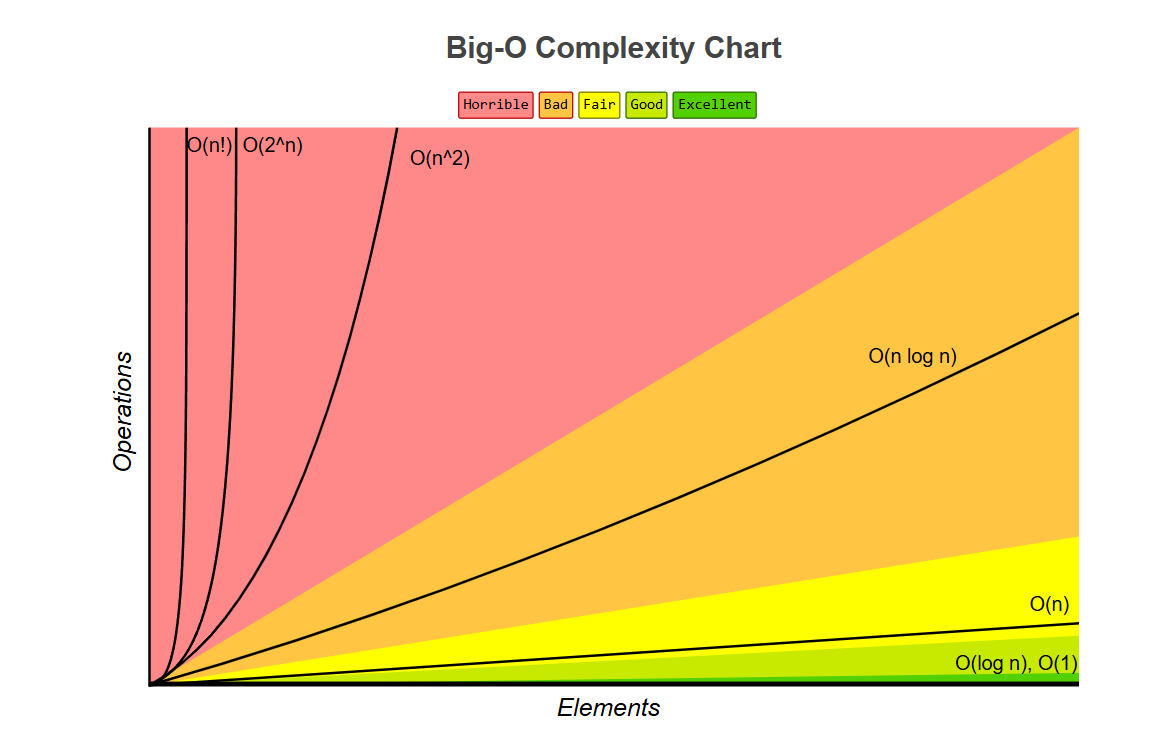 Big-O Complexity Chart
Horrible Bad Fair Good Excellent
O(n!) O(2^n)
O(n^2)
O(n log n)
Operations
O(n)
O(log n), O(1)
Elements